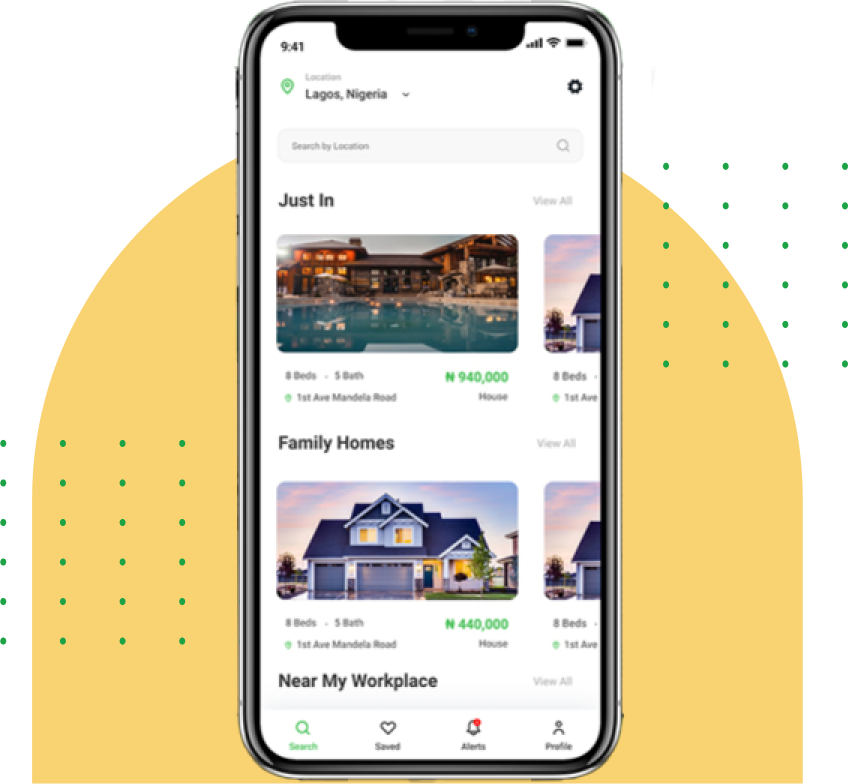 9:41
Location
Lagos, Nigeria
Search by Location
Just In View All
8 Beds - 5 Bath ₦ 940,000 8 Beds -
1st Ave Mandela Road House 1st Ave
Family Homes View All
8 Beds - 5 Bath ₦ 440,000 8 Beds -
1st Ave Mandela Road House 1st Ave
Near My Workplace View All
Search Saved Alerts Profile